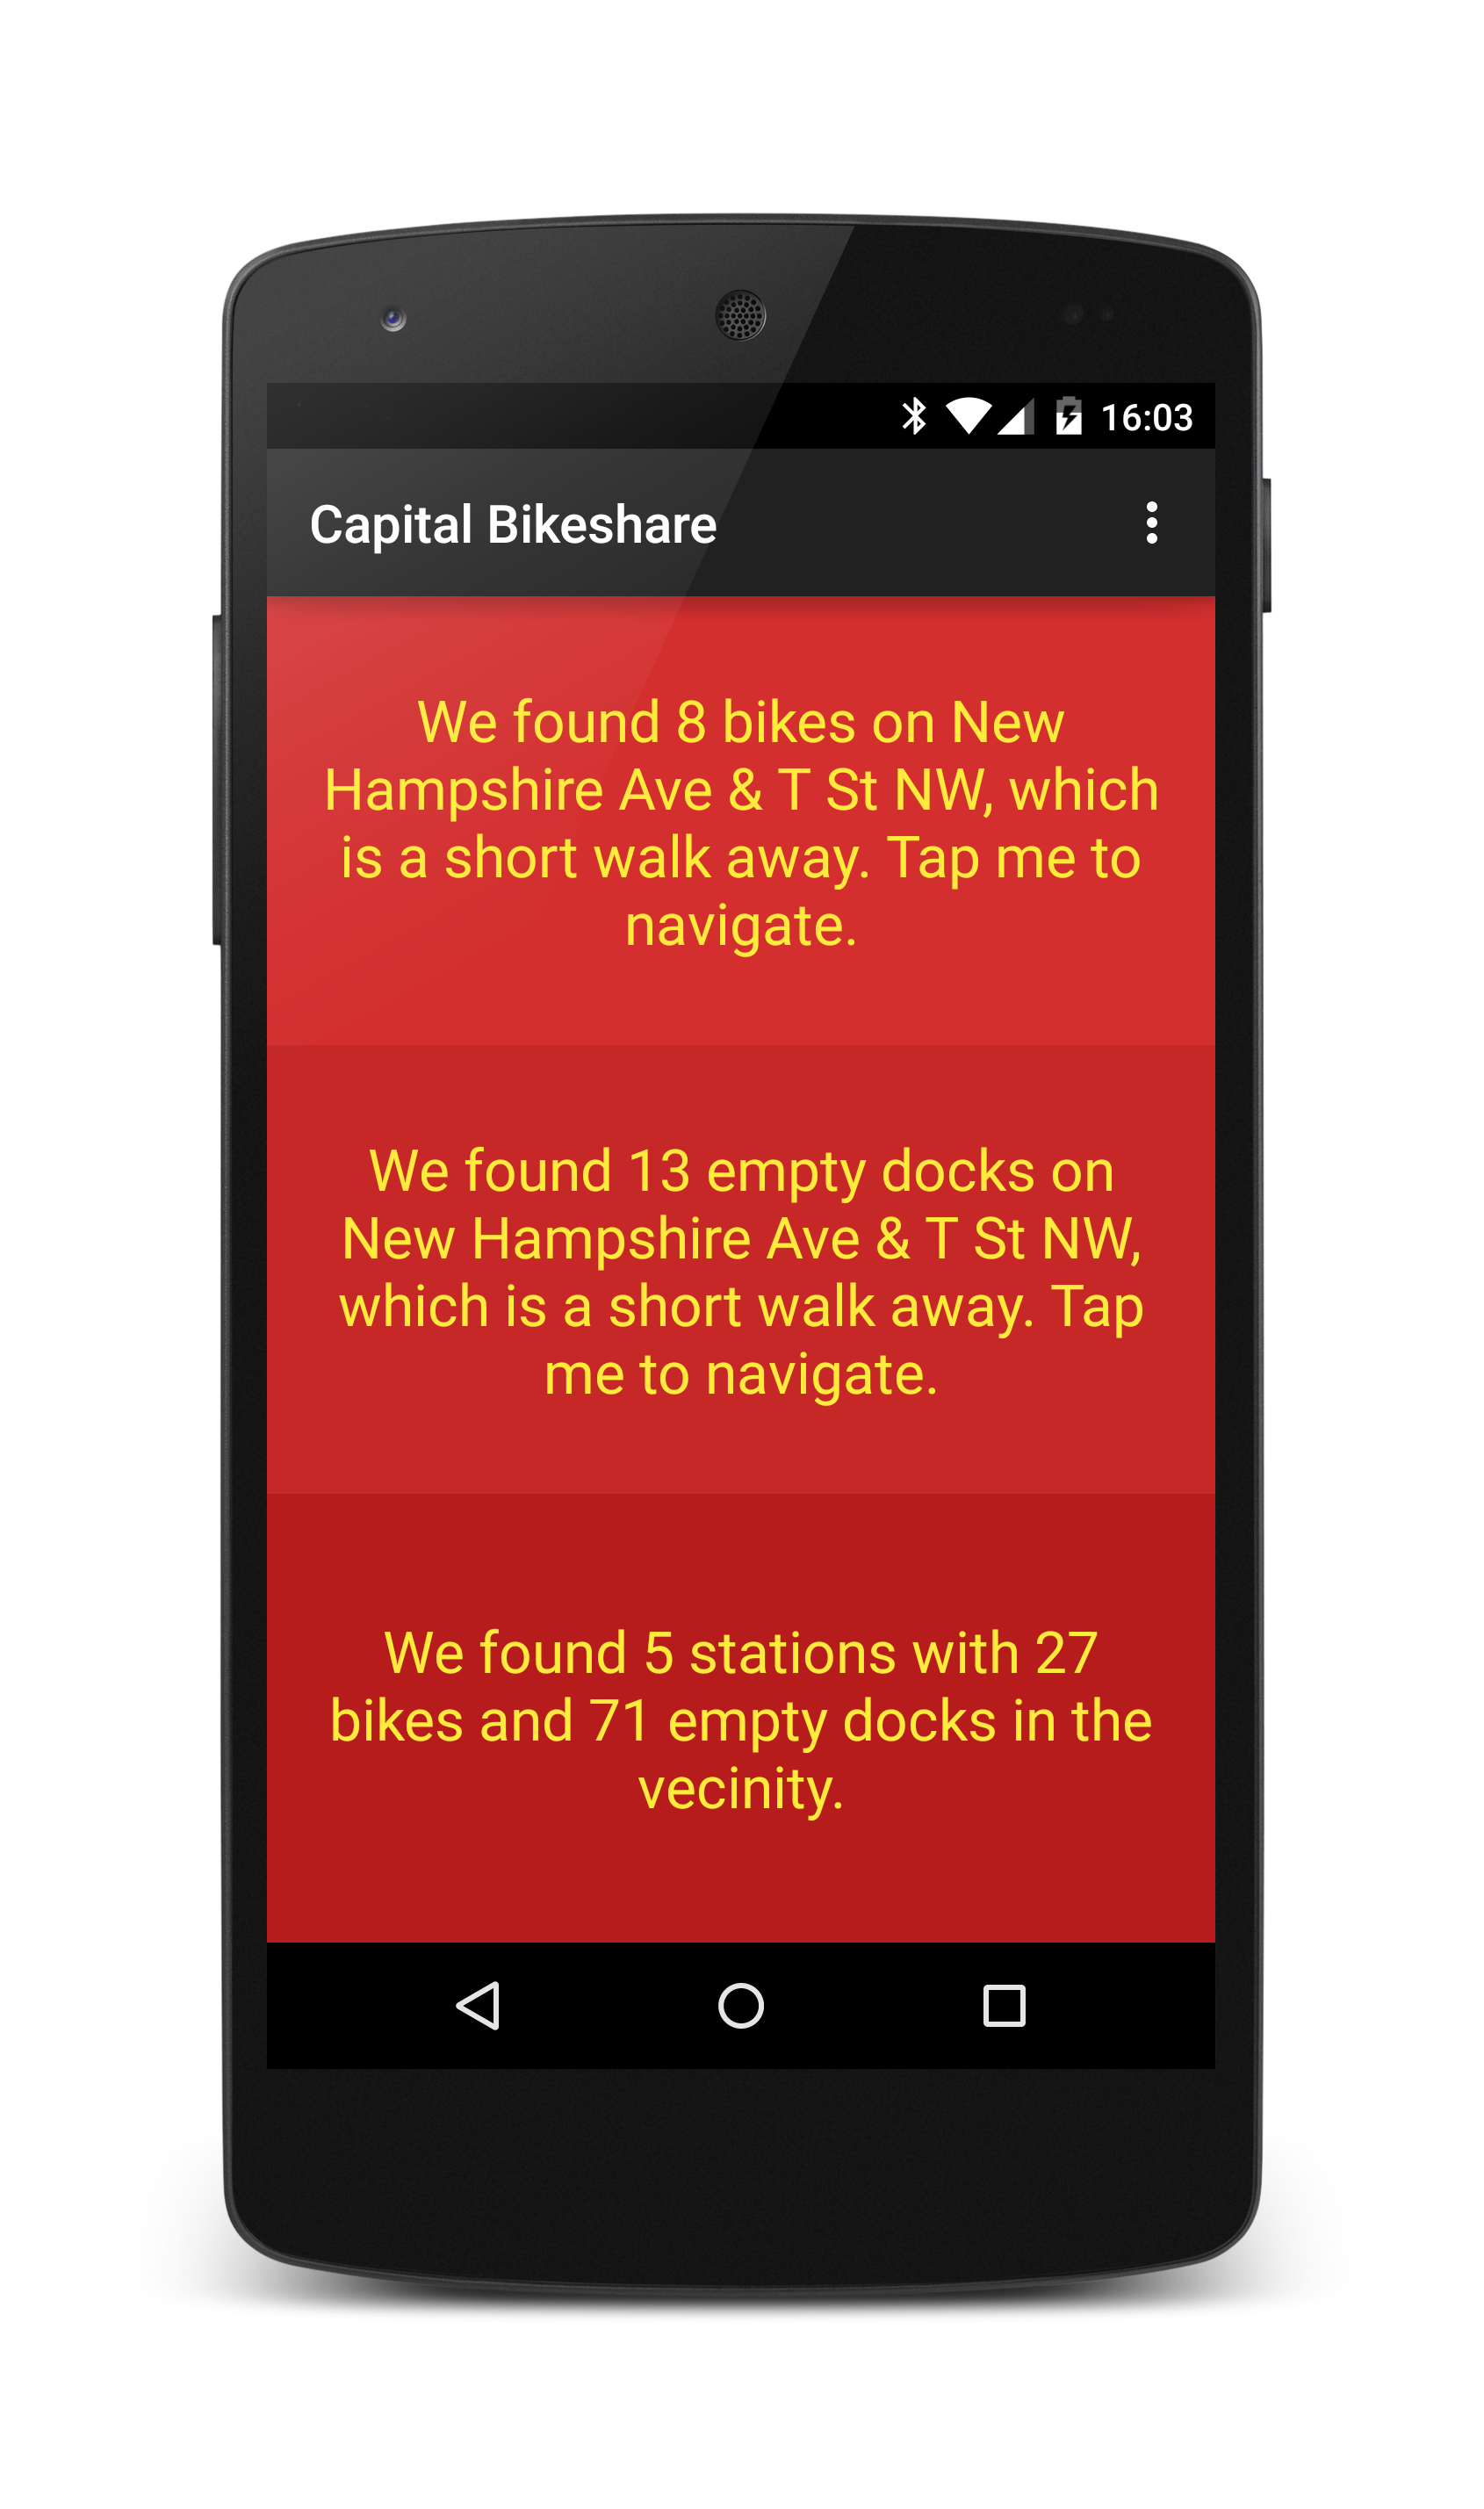 16:03
Capital Bikeshare
We found 8 bikes on New
Hampshire Ave & T St NW, which
is a short walk away. Tap me to
navigate.
We found 13 empty docks on
New Hampshire Ave & T St NW,
which is a short walk away. Tap
me to navigate.
We found 5 stations with 27
bikes and 71 empty docks in the
vecinity.